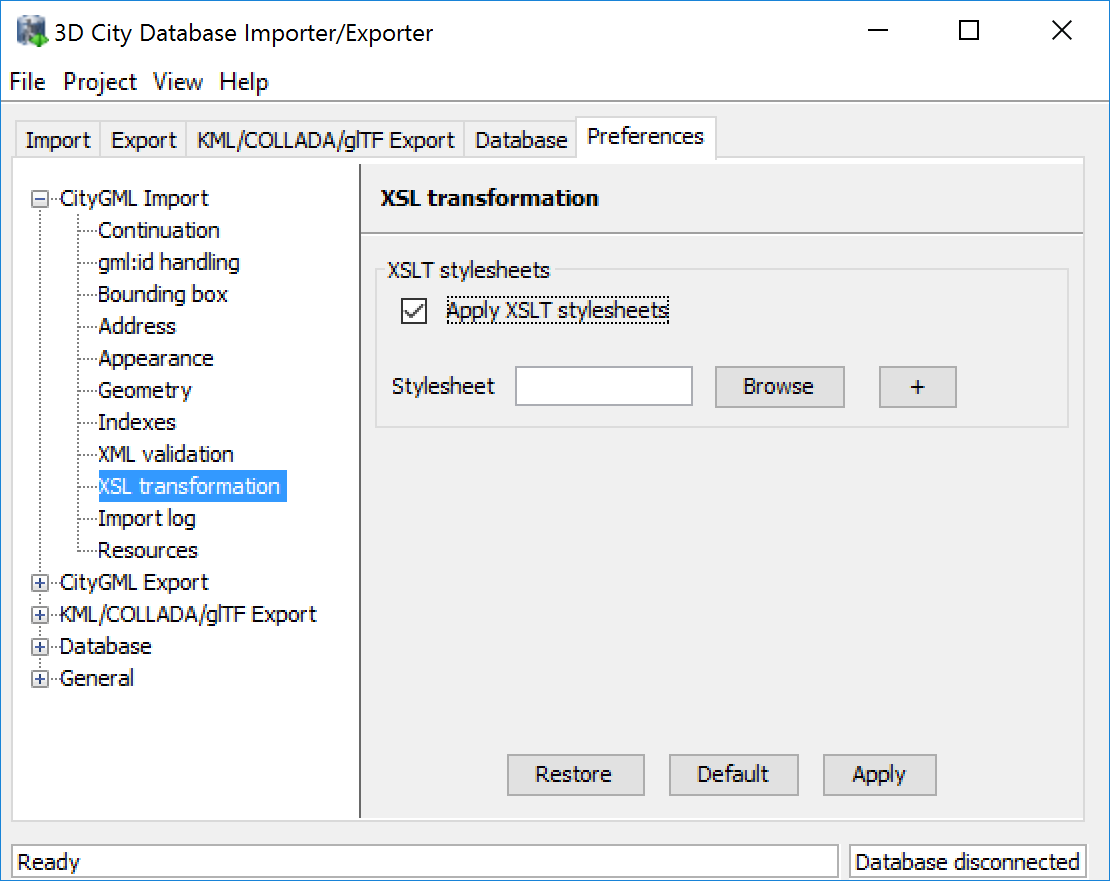 3D City Database Importer/Exporter
File Project View Help
Import Export KML/COLLADA/glTF Export Database Preferences
CityGML Import
Continuation
gml:id handling
Bounding box
Address
Appearance
Geometry
Indexes
XML validation
XSL transformation
Import log
Resources
CityGML Export
KML/COLLADA/glTF Export
Database
General
XSL transformation
XSLT stylesheets
Apply XSLT stylesheets
Stylesheet Browse +
Restore Default Apply
Ready Database disconnected